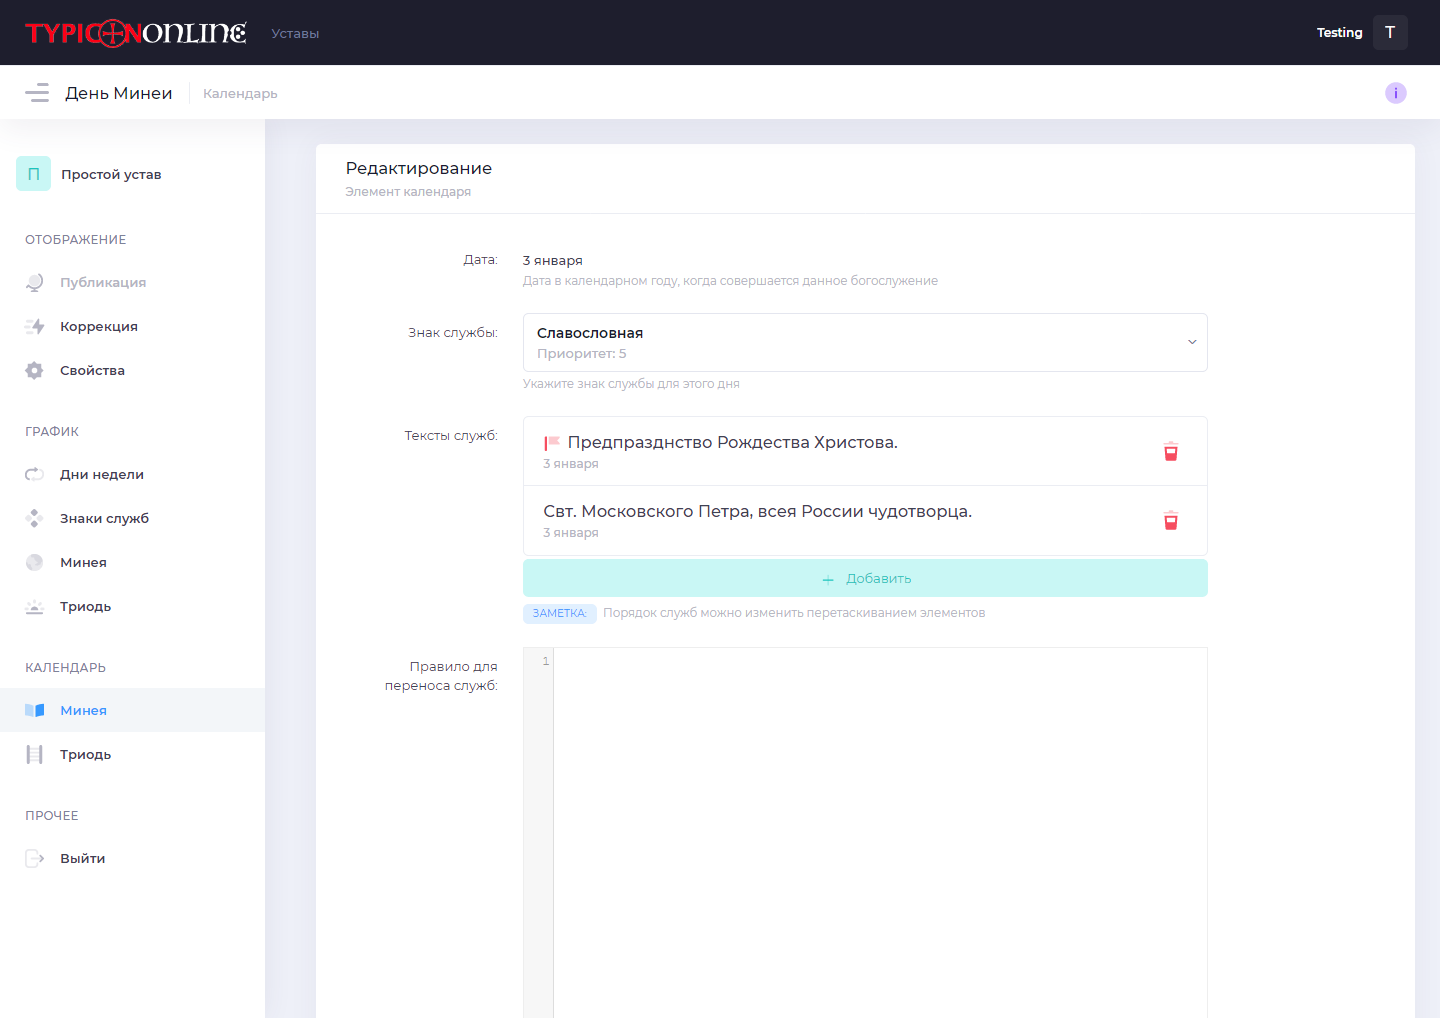 TYPICON ONLINE Уставы
Testing T
День Минеи Календарь
i
П Простой устав
ОТОБРАЖЕНИЕ
Публикация
Коррекция
Свойства
ГРАФИК
Дни недели
Знаки служб
Минея
Триодь
КАЛЕНДАРЬ
Минея
Триодь
ПРОЧЕЕ
Выйти
Редактирование
Элемент календаря
Дата: 3 января
Дата в календарном году, когда совершается данное богослужение
Знак службы: Славословная
Приоритет: 5
Укажите знак службы для этого дня
Тексты служб: Предпразднство Рождества Христова.
3 января
Свт. Московского Петра, всея России чудотворца.
3 января
Добавить
ЗАМЕТКА: Порядок служб можно изменить перетаскиванием элементов
Правило для
переноса служб:
1